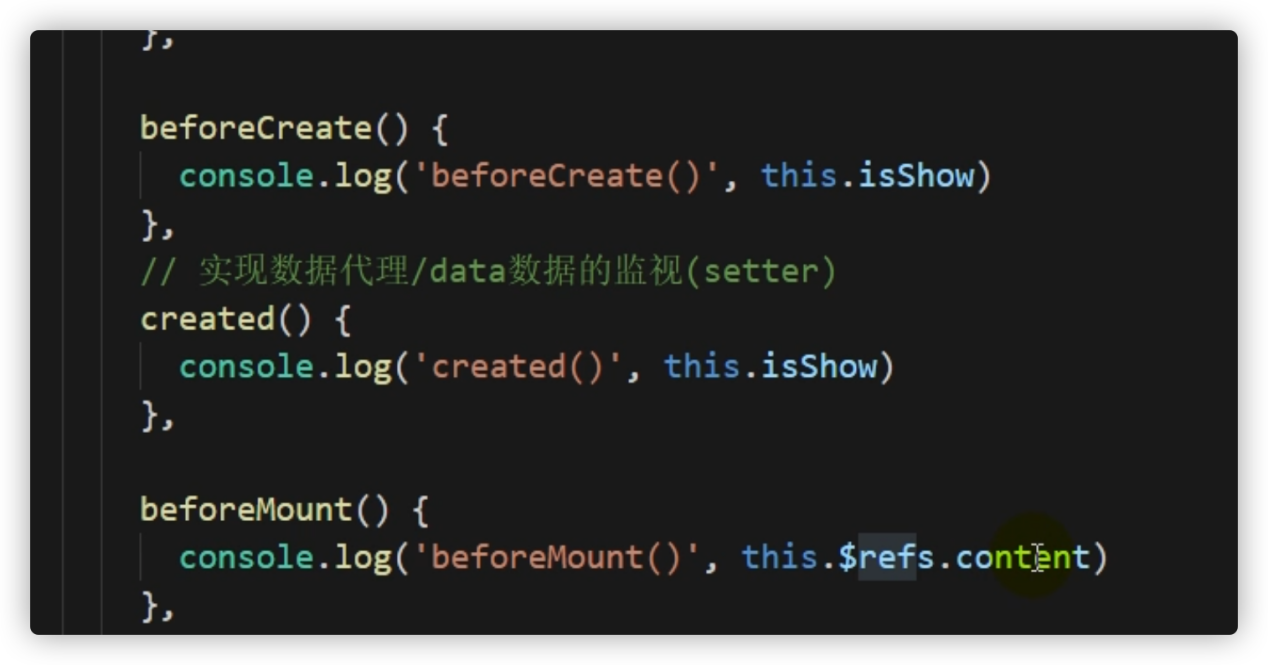 },
beforeCreate() {
console.log('beforeCreate()', this.isShow)
},
// 实现数据代理/data数据的监视(setter)
created() {
console.log('created()', this.isShow)
},
beforeMount() {
console.log('beforeMount()', this.$refs.content)
},